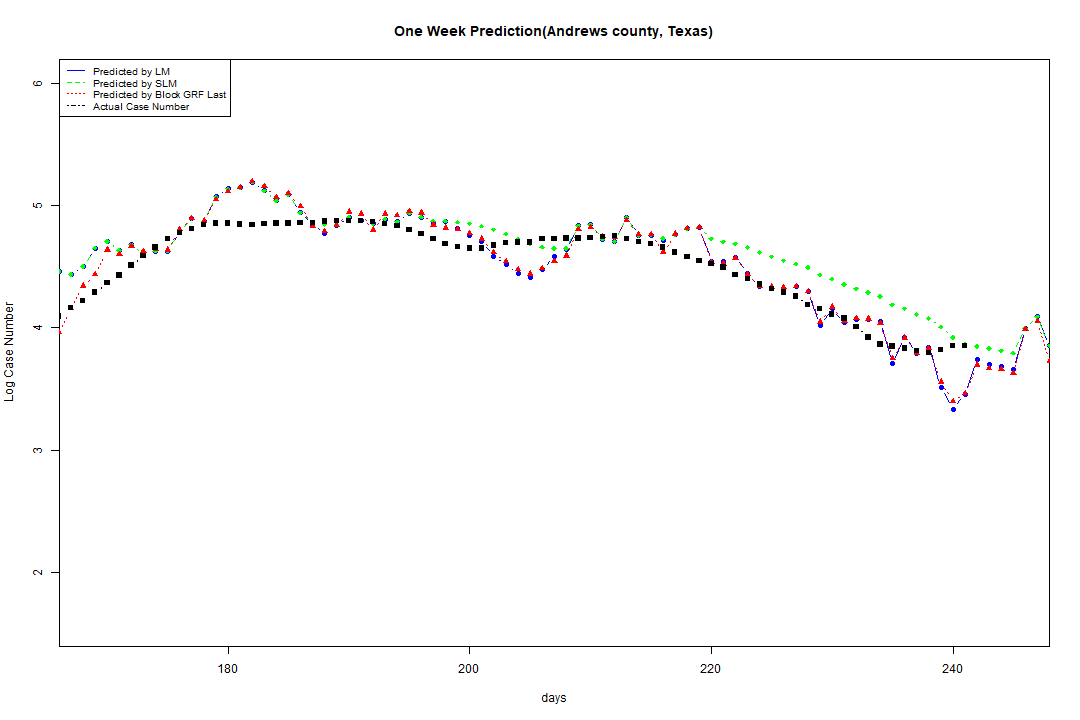 One Week Prediction(Andrews county, Texas)
Predicted by LM
Predicted by SLM
Predicted by Block GRF Last
Actual Case Number
6
5
4
3
2
Log Case Number
180 200 220 240
days